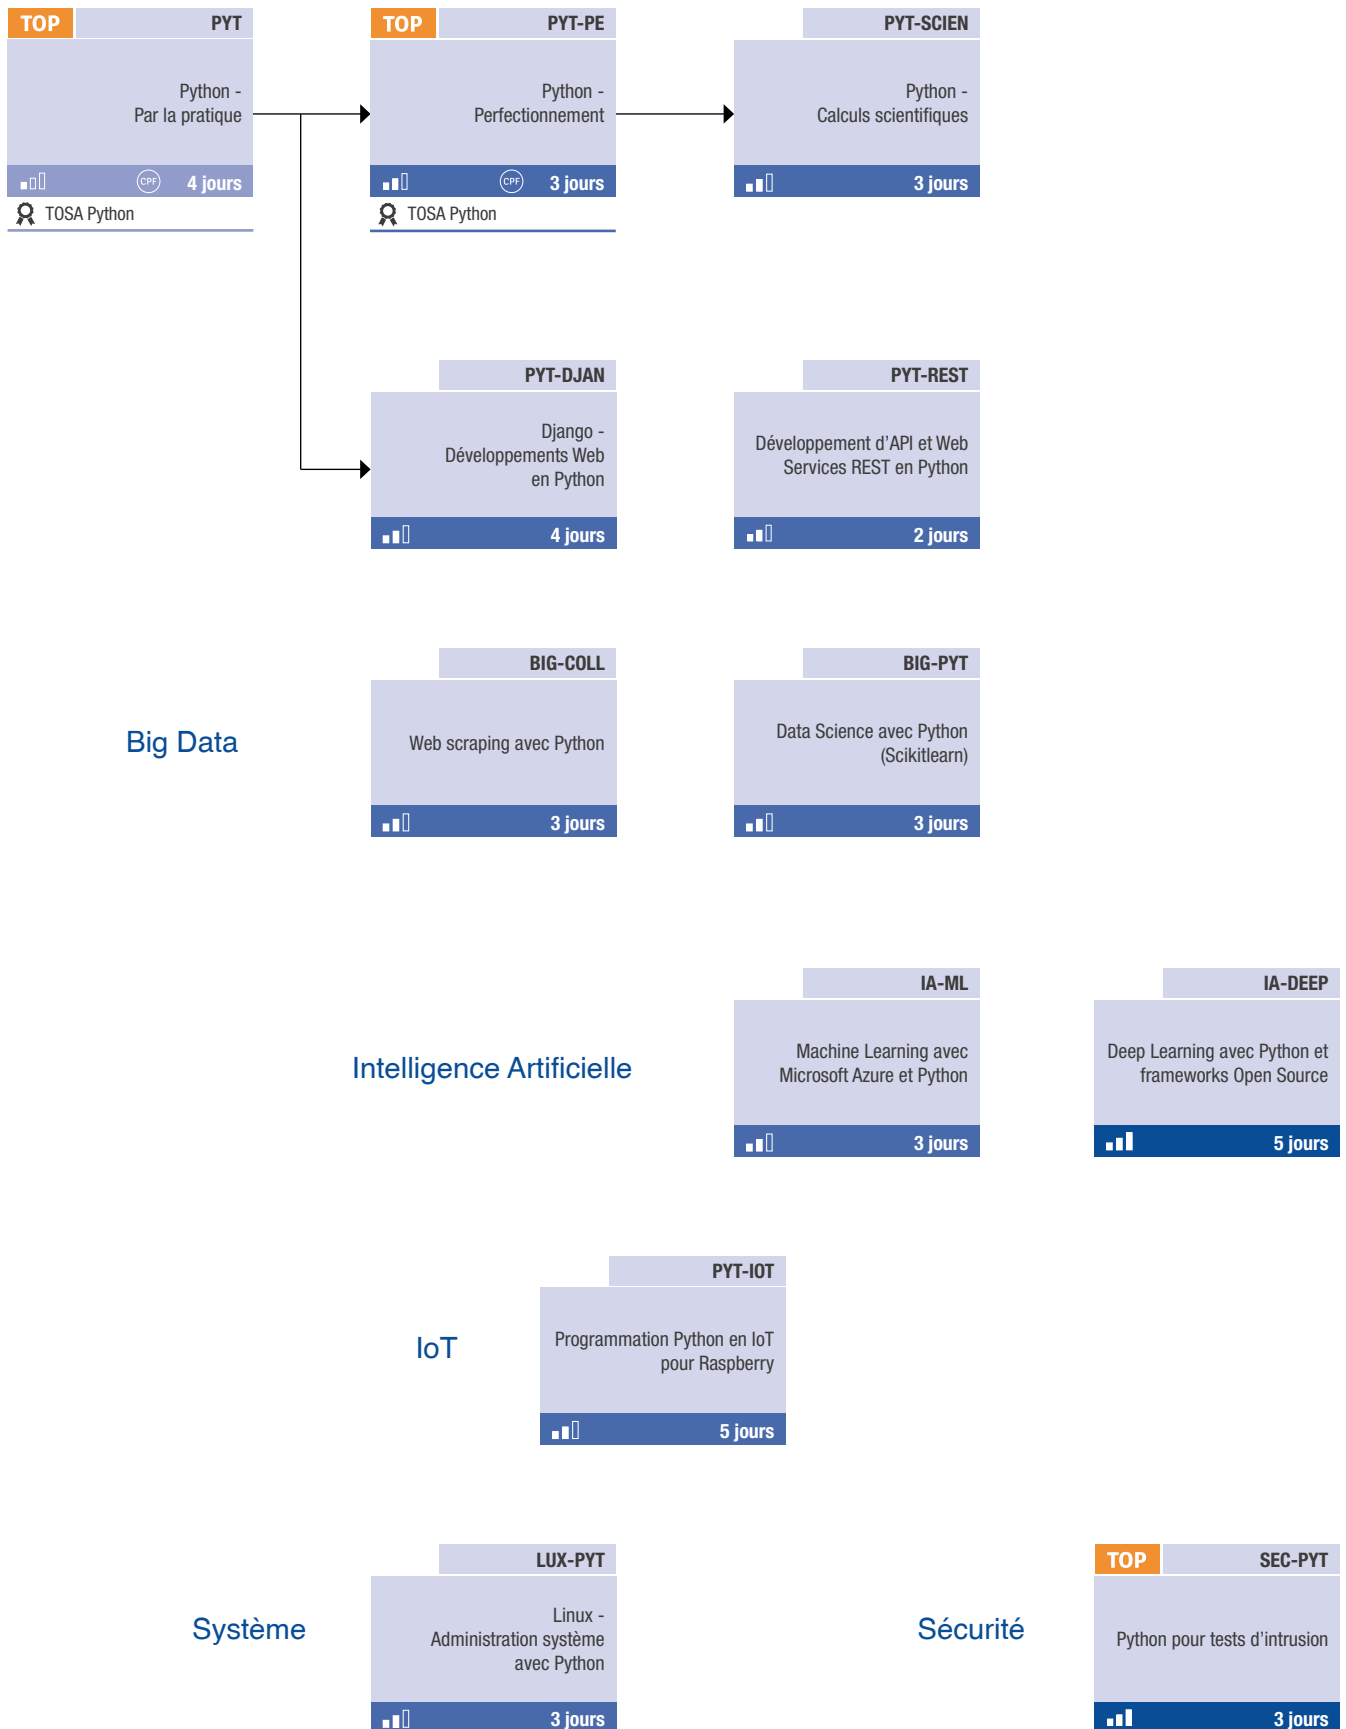 TOP
PYT
Python -
Par la pratique
CPF
4 jours
TOSA Python
TOP
PYT-PE
Python -
Perfectionnement
CPF
3 jours
TOSA Python
PYT-SCIEN
Python -
Calculs scientifiques
3 jours
PYT-DJAN
Django -
Développements Web
en Python
4 jours
PYT-REST
Développement d’API et Web
Services REST en Python
2 jours
Big Data
BIG-COLL
Web scraping avec Python
3 jours
BIG-PYT
Data Science avec Python
(Scikitlearn)
3 jours
Intelligence Artificielle
IA-ML
Machine Learning avec
Microsoft Azure et Python
3 jours
IA-DEEP
Deep Learning avec Python et
frameworks Open Source
5 jours
IoT
PYT-IOT
Programmation Python en IoT
pour Raspberry
5 jours
Système
LUX-PYT
Linux -
Administration système
avec Python
3 jours
Sécurité
TOP
SEC-PYT
Python pour tests d’intrusion
3 jours